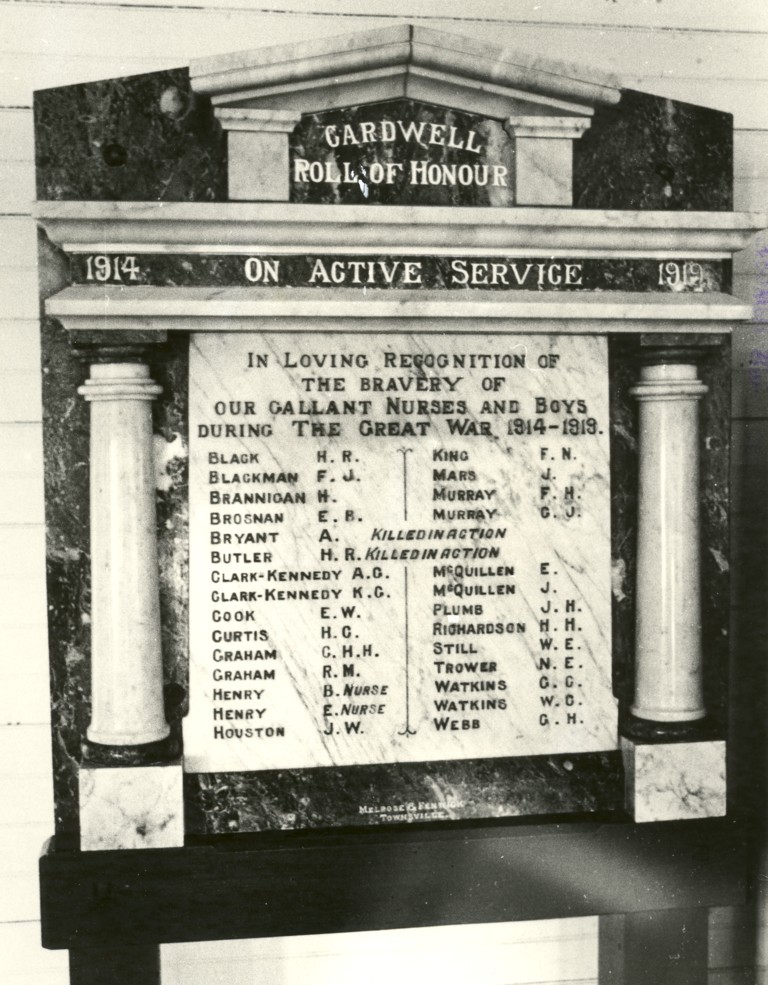 CARDWELL
ROLL OF HONOUR
1914 ON ACTIVE SERVICE 1919
IN LOVING RECOGNITION OF
THE BRAVERY OF
OUR GALLANT NURSES AND BOYS
DURING THE GREAT WAR 1914-1919.
BLACK H. R.
BLACKMAN F. J.
BRANNIGAN H.
BROSNAN E. B.
BRYANT A. KILLED IN ACTION
BUTLER H. R. KILLED IN ACTION
CLARK-KENNEDY A.G.
CLARK-KENNEDY K.G.
COOK E.W.
CURTIS H.C.
GRAHAM C.H.H.
GRAHAM R.M.
HENRY B. NURSE
HENRY E. NURSE
HOUSTON J.W.
KING F. N.
MARS J.
MURRAY F. H.
MURRAY G. J.
McQUILLEN E.
McQUILLEN J.
PLUMB J. H.
RICHARDSON H. H.
STILL W. E.
TROWER N. E.
WATKINS
WATKINS
WEBB G. H.
MELROSE & FENWICK
TOWNSVILLE